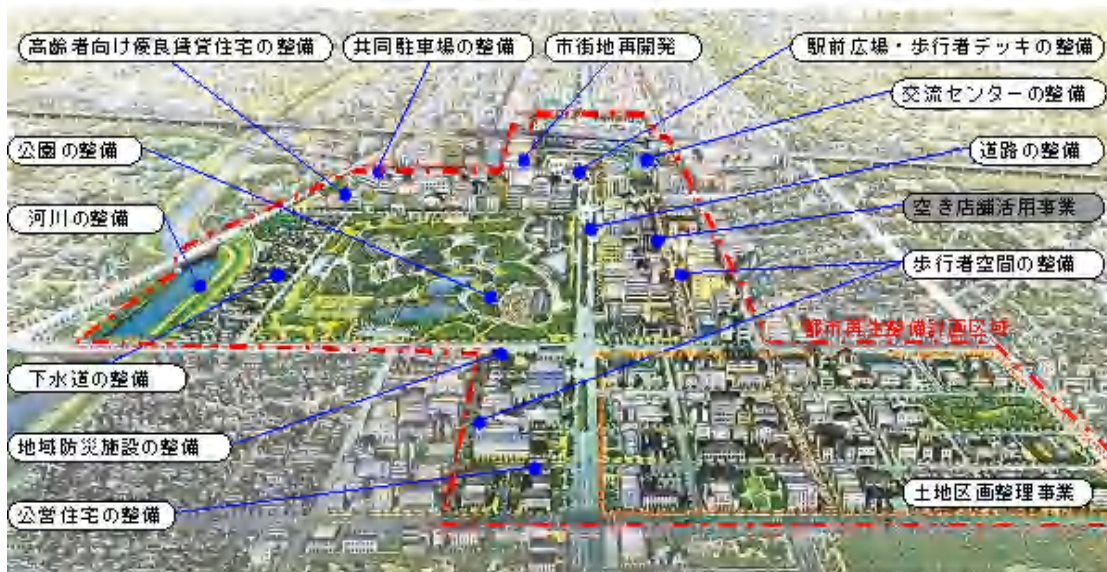 高齢者向け優良賃貸住宅の整備
共同駐車場の整備
市街地再開発
駅前広場・歩行者デッキの整備
交流センターの整備
公園の整備
道路の整備
河川の整備
空き店舗活用事業
歩行者空間の整備
都市再生整備計画区域
下水道の整備
地域防災施設の整備
土地区画整理事業
公営住宅の整備